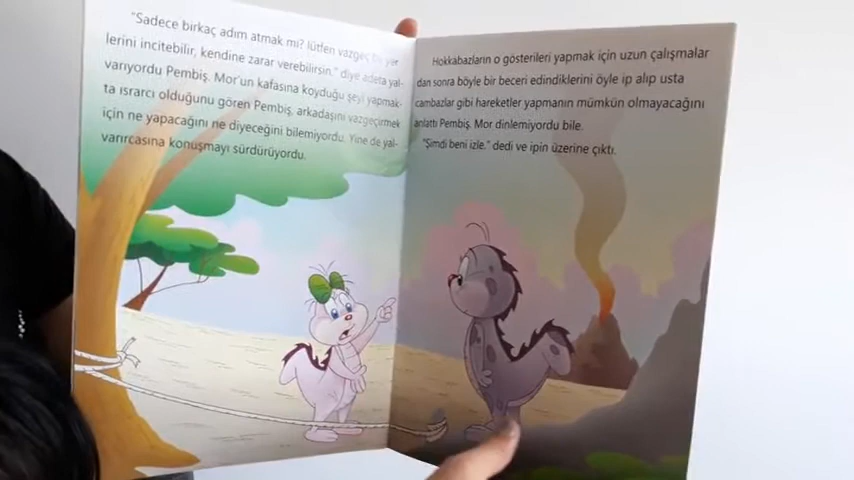 "Sadece birkaç adım atmak mı? lütfen vazgeç. Bir yer-
lerini incitebilir, kendine zarar verebilirsin." diye adeta yal-
varıyordu Pembiş. Mor'un kafasına koyduğu şeyi yapmak-
ta ısrarcı olduğunu gören Pembiş, arkadaşını vazgeçirmek
için ne yapacağını ne diyeceğini bilemiyordu. Yine de yal-
varırcasına konuşmayı sürdürüyordu.
Hokkabazların o gösterileri yapmak için uzun çalışmalar-
dan sonra böyle bir beceri edindiklerini öyle ip alıp usta
cambazlar gibi hareketler yapmanın mümkün olmayacağını
anlattı Pembiş. Mor dinlemiyordu bile.
"Şimdi beni izle." dedi ve ipin üzerine çıktı.